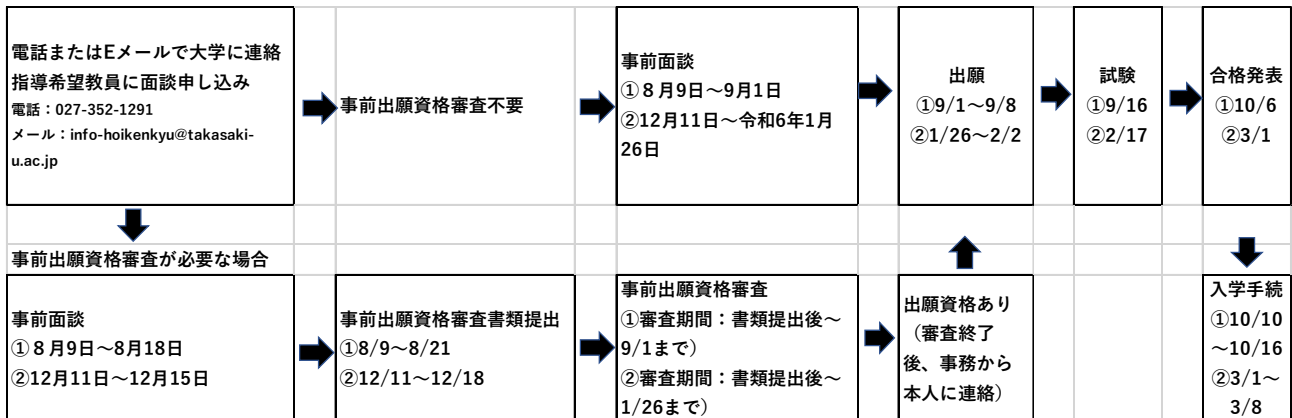 電話またはEメールで大学に連絡
指導希望教員に面談申し込み
電話：027-352-1291
メール：info-hoikenkyu@takasaki-
u.ac.jp
事前出願資格審査不要
事前面談
①８月9日～9月1日
②12月11日～令和6年1月
26日
出願
①9/1～9/8
②1/26～2/2
試験
①9/16
②2/17
合格発表
①10/6
②3/1
事前出願資格審査が必要な場合
事前面談
①８月9日～8月18日
②12月11日～12月15日
事前出願資格審査書類提出
①8/9～8/21
②12/11～12/18
事前出願資格審査
①審査期間：書類提出後～
9/1まで）
②審査期間：書類提出後～
1/26まで）
出願資格あり
（審査終了
後、事務から
本人に連絡）
入学手続
①10/10
～10/16
②3/1～
3/8